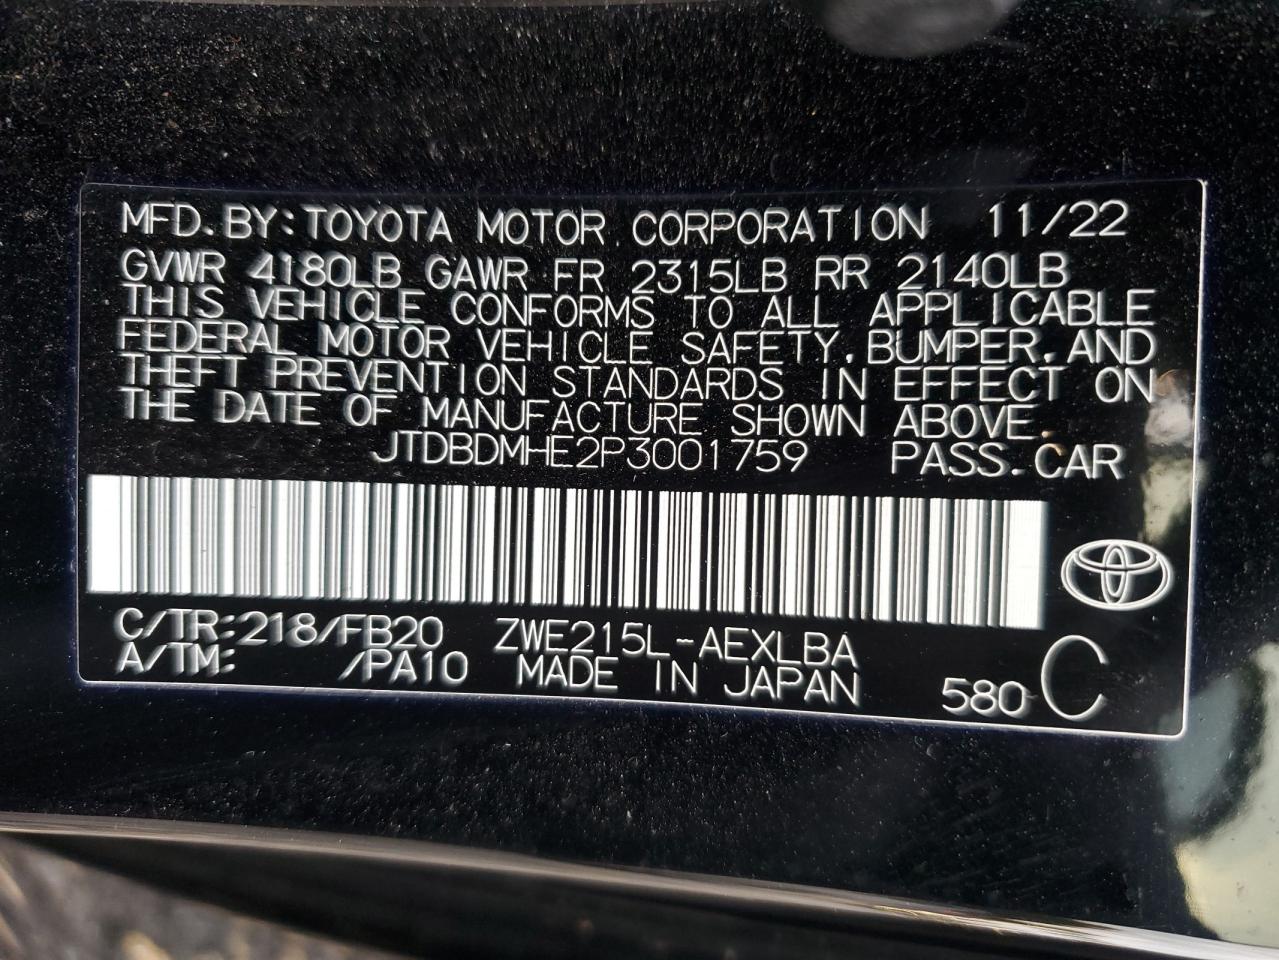 MFD.BY:TOYOTA MOTOR CORPORATION 11/22
GVWR 4180LB GAWR FR 2315LB RR 2140LB
THIS VEHICLE CONFORMS TO ALL APPLICABLE
FEDERAL MOTOR VEHICLE SAFETY,BUMPER,AND
THEFT PREVENTION STANDARDS IN EFFECT ON
THE DATE OF MANUFACTURE SHOWN ABOVE.
JTDBDMHE2P3001759 PASS.CAR
C/TR:218/FB20 ZWE215L-AEXLBA
A/TM: /PA10 MADE IN JAPAN 580 C